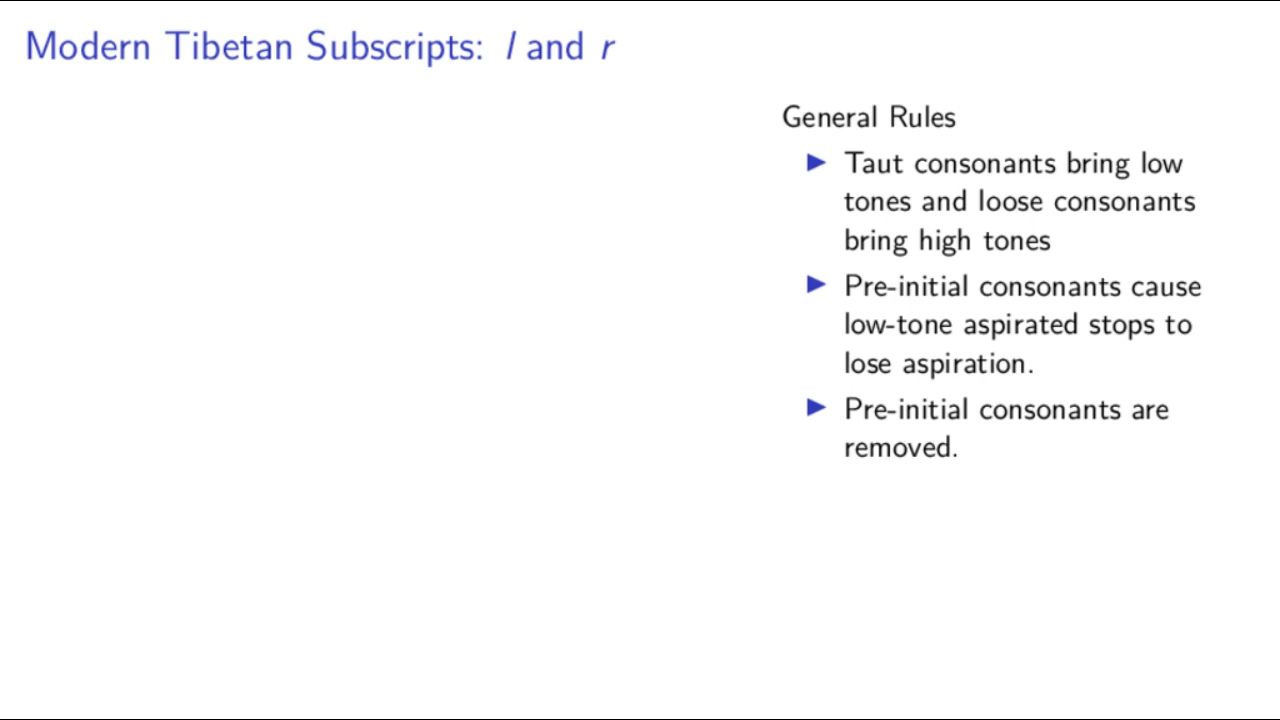 Modern Tibetan Subscripts: l and r
General Rules
▶ Taut consonants bring low
tones and loose consonants
bring high tones
▶ Pre-initial consonants cause
low-tone aspirated stops to
lose aspiration.
▶ Pre-initial consonants are
removed.